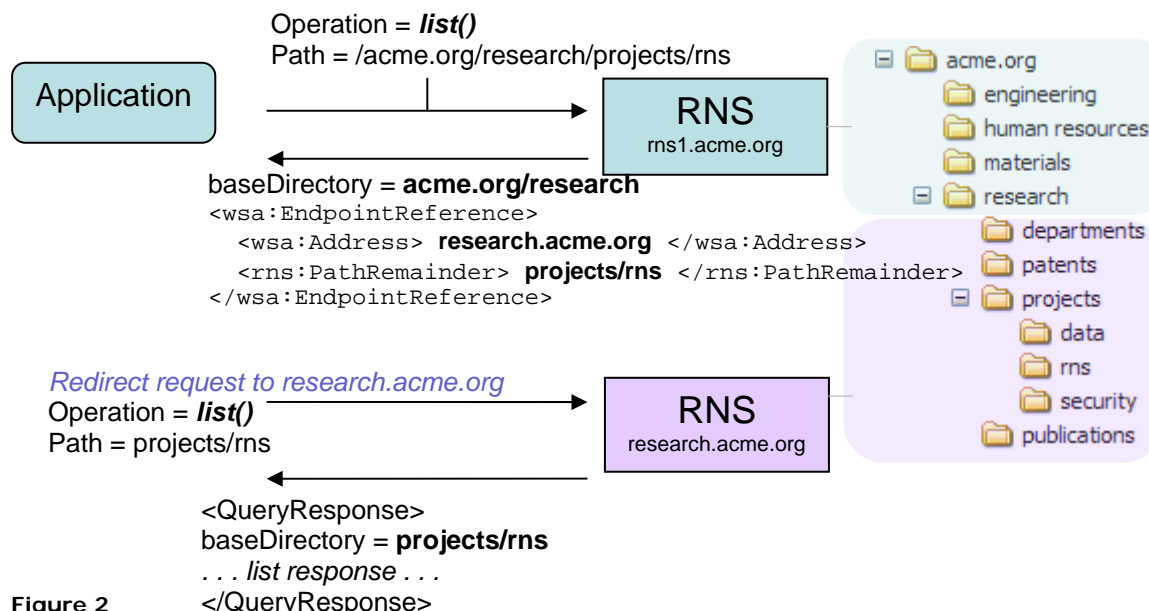 Operation = list()
Path = /acme.org/research/projects/rns
Application
RNS
rns1.acme.org
baseDirectory = acme.org/research
<wsa:EndpointReference>
<wsa:Address> research.acme.org </wsa:Address>
<rns:PathRemainder> projects/rns </rns:PathRemainder>
</wsa:EndpointReference>
acme.org
engineering
human resources
materials
research
departments
patents
projects
data
rns
security
publications
Redirect request to research.acme.org
Operation = list()
Path = projects/rns
RNS
research.acme.org
<QueryResponse>
baseDirectory = projects/rns
. . . list response . . .
</QueryResponse>
Figure 2